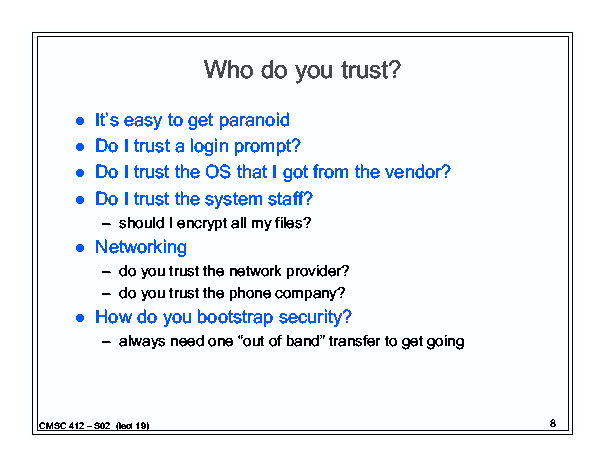 Who do you trust?
● It's easy to get paranoid
● Do I trust a login prompt?
● Do I trust the OS that I got from the vendor?
● Do I trust the system staff?
– should I encrypt all my files?
● Networking
– do you trust the network provider?
– do you trust the phone company?
● How do you bootstrap security?
– always need one “out of band” transfer to get going
CMSC 412 – S02 (lect 19)
8